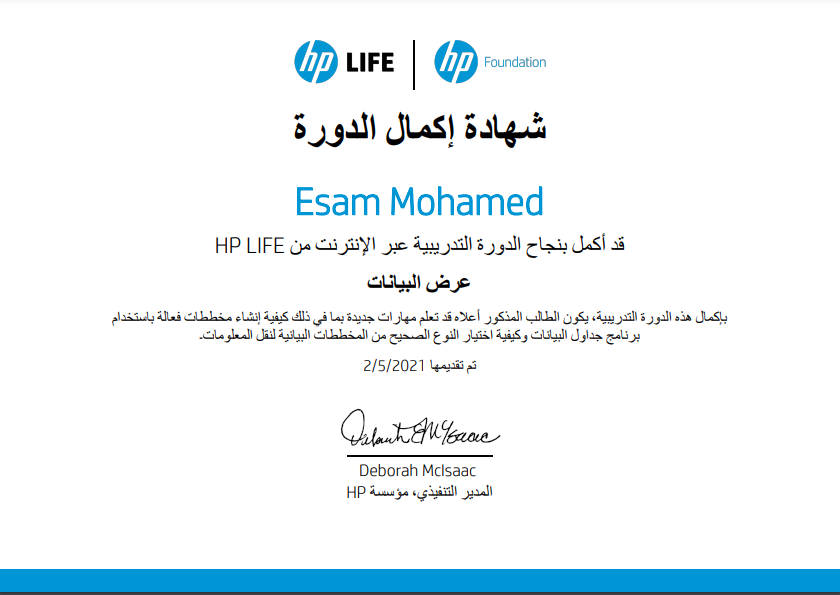 hp LIFE | hp Foundation
شهادة إكمال الدورة
Esam Mohamed
قد أكمل بنجاح الدورة التدريبية عبر الإنترنت من HP LIFE
عرض البيانات
بإكمال هذه الدورة التدريبية، يكون الطالب المذكور أعلاه قد تعلم مهارات جديدة بما في ذلك كيفية إنشاء مخططات فعالة باستخدام
برنامج جداول البيانات وكيفية اختيار النوع الصحيح من المخططات البيانية لنقل المعلومات.
تم تقديمها 2/5/2021
Deborah McIsaac
Deborah McIsaac
المدير التنفيذي، مؤسسة HP